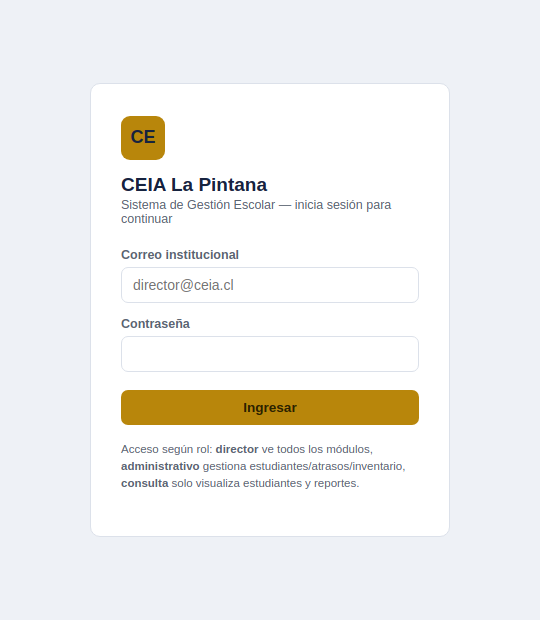 CE
CEIA La Pintana
Sistema de Gestión Escolar — inicia sesión para
continuar
Correo institucional
director@ceia.cl
Contraseña
Ingresar
Acceso según rol: director ve todos los módulos,
administrativo gestiona estudiantes/atrasos/inventario,
consulta solo visualiza estudiantes y reportes.